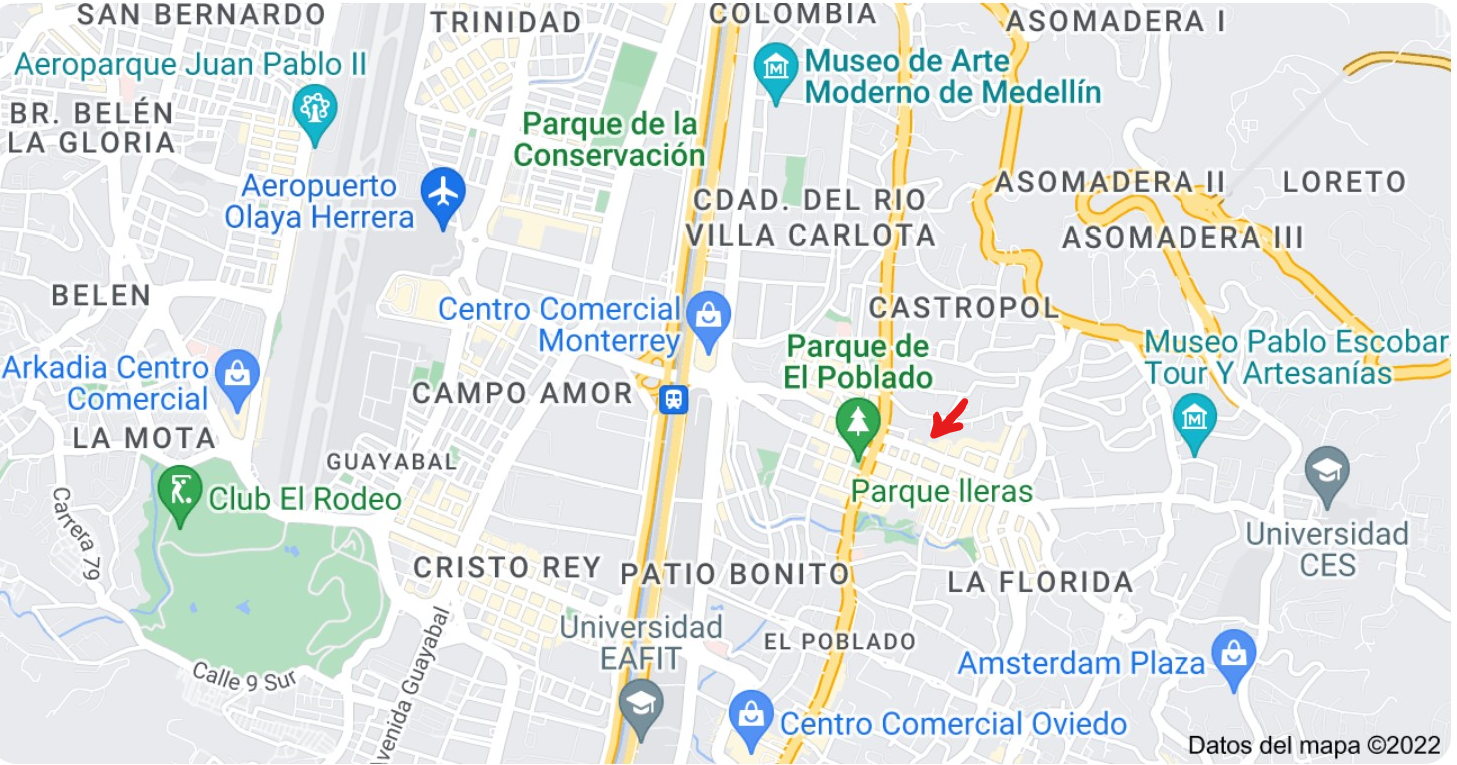 SAN BERNARDO
TRINIDAD
COLOMBIA
ASOMADERA I
Aeroparque Juan Pablo II
Museo de Arte
Moderno de Medellín
BR. BELÉN
LA GLORIA
Parque de la
Conservación
Aeropuerto
Olaya Herrera
CDAD. DEL RIO
VILLA CARLOTA
ASOMADERA II
LORETO
ASOMADERA III
BELEN
Centro Comercial
Monterrey
CASTROPOL
Parque de
El Poblado
Museo Pablo Escobar
Tour Y Artesanías
Arkadia Centro
Comercial
CAMPO AMOR
LA MOTA
GUAYABAL
Club El Rodeo
Parque lleras
Carrera 79
Universidad
CES
CRISTO REY
PATIO BONITO
LA FLORIDA
Universidad
EAFIT
EL POBLADO
Amsterdam Plaza
Calle 9 Sur
Avenida Guayabal
Centro Comercial Oviedo
Datos del mapa ©2022